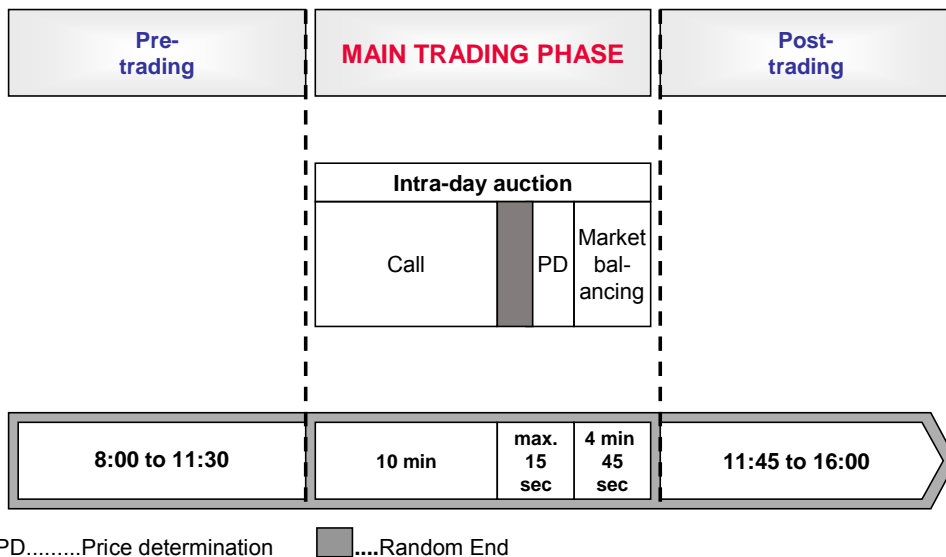 Pre-
trading
MAIN TRADING PHASE
Post-
trading
Intra-day auction
Call
PD
Market
bal-
ancing
8:00 to 11:30
10 min
max.
15
sec
4 min
45
sec
11:45 to 16:00
PD.........Price determination
....Random End